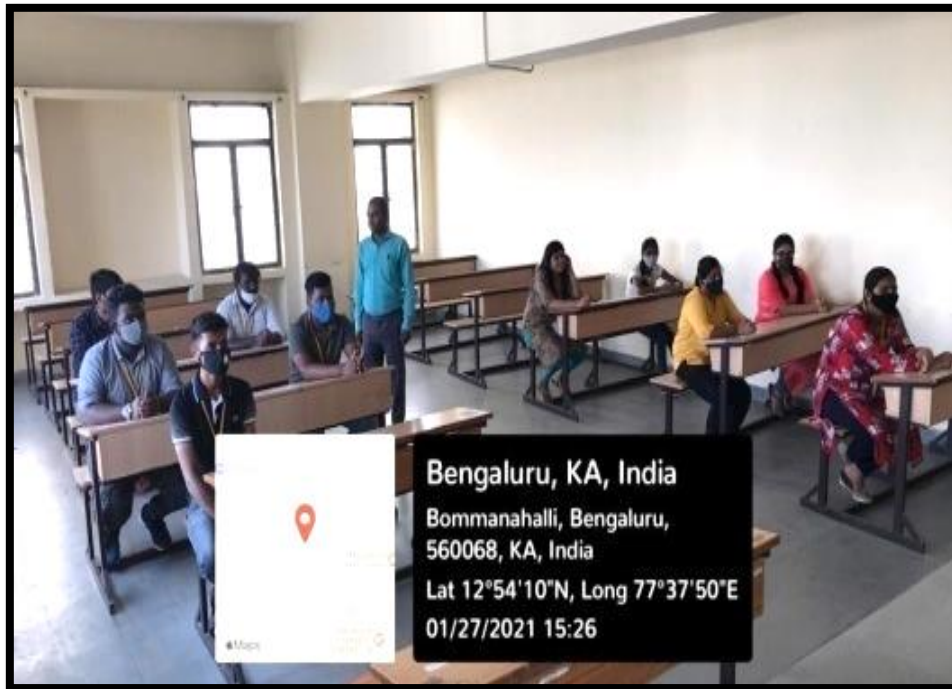 Maps
Bengaluru, KA, India
Bommanahalli, Bengaluru,
560068, KA, India
Lat 12°54'10"N, Long 77°37'50"E
01/27/2021 15:26